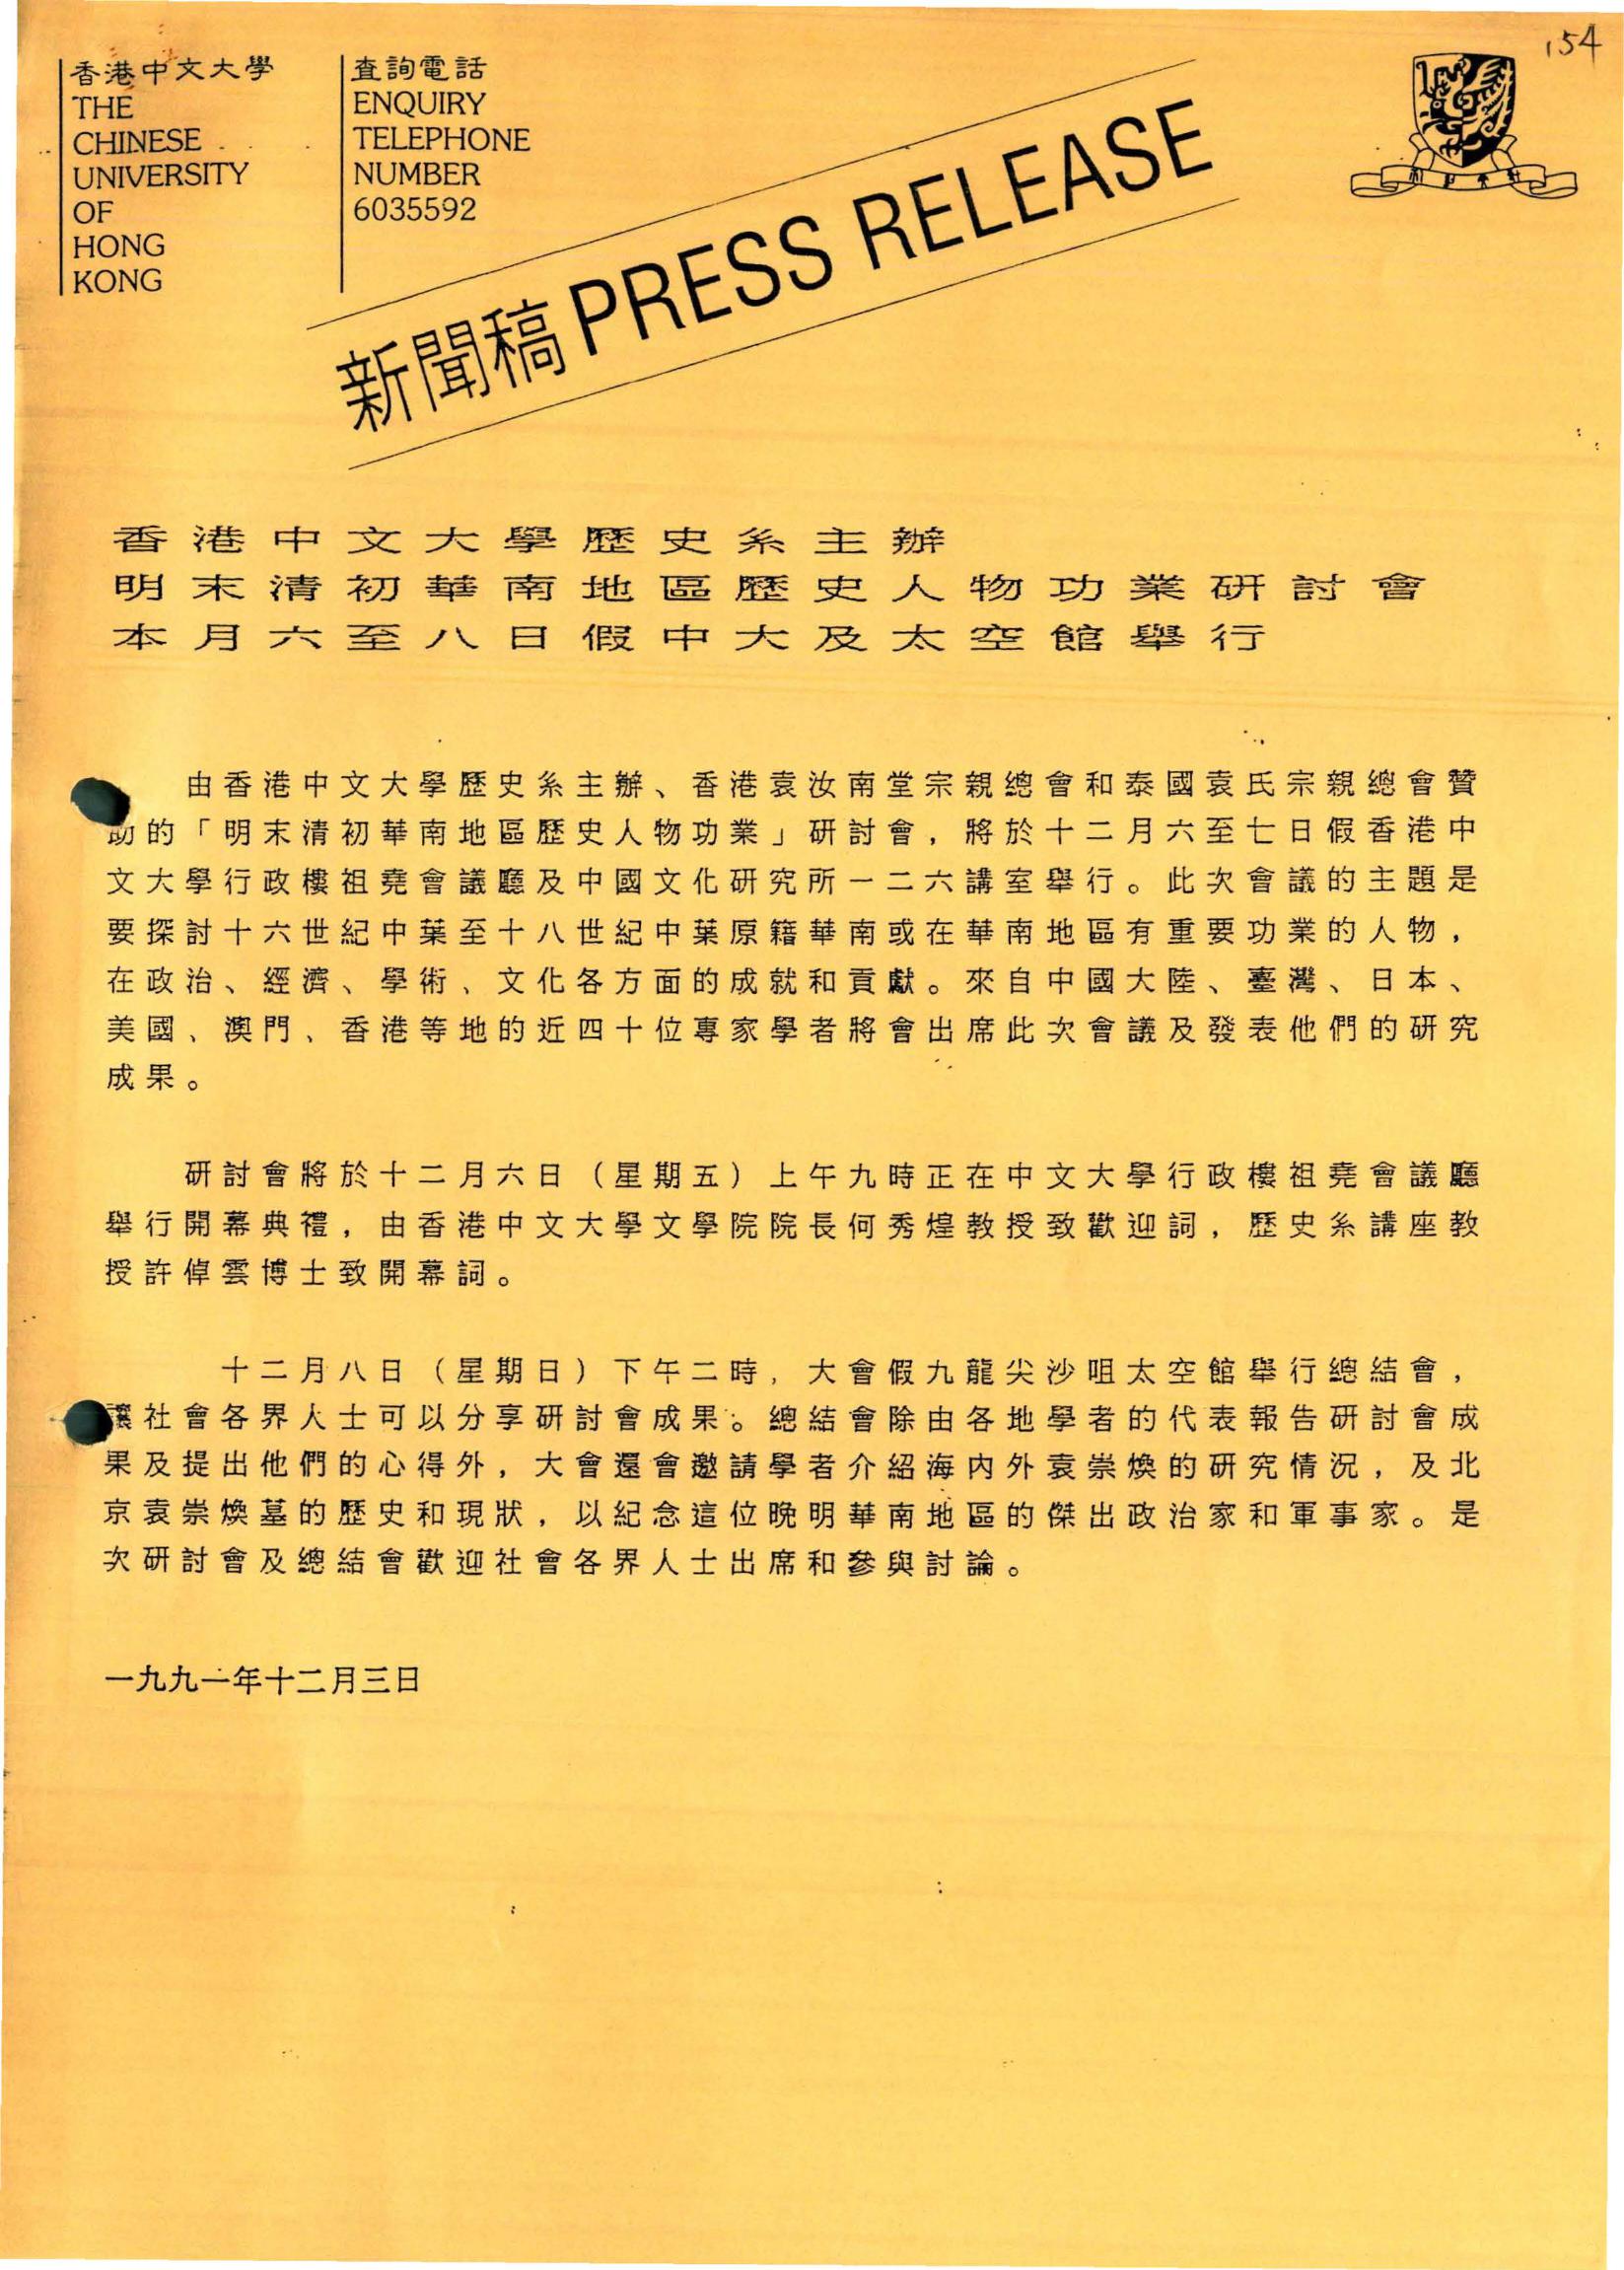 154
香港中文大學
THE
CHINESE
UNIVERSITY
OF
HONG
KONG
查詢電話
ENQUIRY
TELEPHONE
NUMBER
6035592
新聞稿 PRESS RELEASE
香港中文大學歷史系主辦
明末清初華南地區歷史人物功業研討會
本月六至八日假中大及太空館舉行
由香港中文大學歷史系主辦、香港袁汝南堂宗親總會和泰國袁氏宗親總會贊
助的「明末清初華南地區歷史人物功業」研討會，將於十二月六至七日假香港中
文大學行政樓祖堯會議廳及中國文化研究所一二六講室舉行。此次會議的主題是
要探討十六世紀中葉至十八世紀中葉原籍華南或在華南地區有重要功業的人物，
在政治、經濟、學術、文化各方面的成就和貢獻。來自中國大陸、臺灣、日本、
美國、澳門、香港等地的近四十位專家學者將會出席此次會議及發表他們的研究
成果。
研討會將於十二月六日（星期五）上午九時正在中文大學行政樓祖堯會議廳
舉行開幕典禮，由香港中文大學文學院院長何秀煌教授致歡迎詞，歷史系講座教
授許倬雲博士致開幕詞。
十二月八日（星期日）下午二時，大會假九龍尖沙咀太空館舉行總結會，
讓社會各界人士可以分享研討會成果。總結會除由各地學者的代表報告研討會成
果及提出他們的心得外，大會還會邀請學者介紹海內外袁崇煥的研究情況，及北
京袁崇煥墓的歷史和現狀，以紀念這位晚明華南地區的傑出政治家和軍事家。是
次研討會及總結會歡迎社會各界人士出席和參與討論。
一九九一年十二月三日